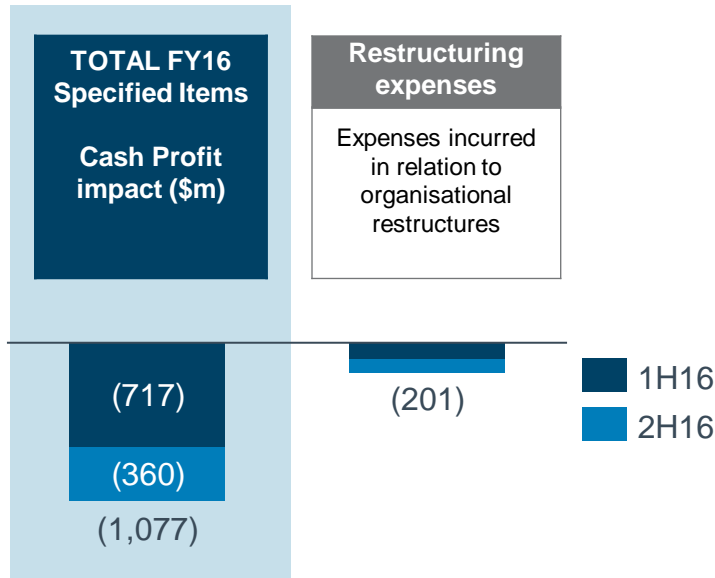 TOTAL FY16
Specified Items
Cash Profit
impact ($m)
Restructuring
expenses
Expenses incurred
in relation to
organisational
restructures
(717)
(360)
(1,077)
(201)
1H16
2H16